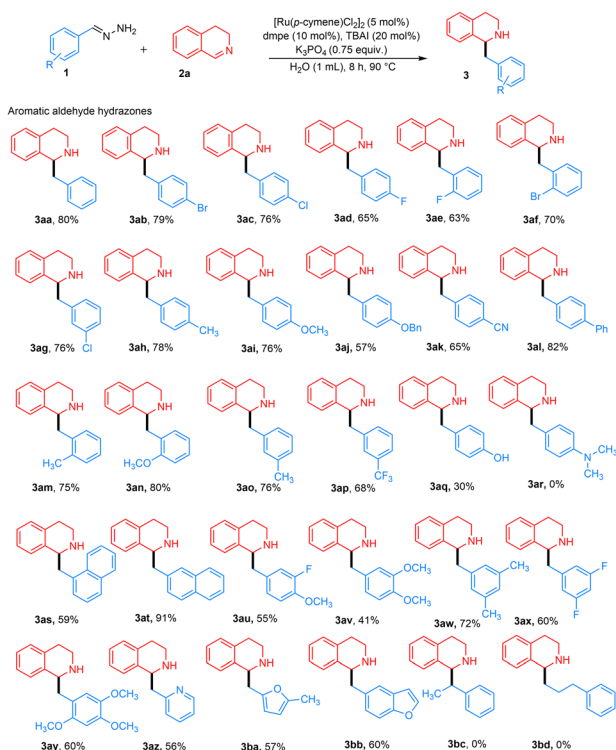 NH₂
N
R
1
+
N
2a
[Ru(p-cymene)Cl₂]₂ (5 mol%)
dmpe (10 mol%), TBAI (20 mol%)
K₃PO₄ (0.75 equiv.)
H₂O (1 mL), 8 h, 90 °C
NH
3
R
Aromatic aldehyde hydrazones
NH NH NH NH NH NH
Br Cl F F Br
3aa, 80% 3ab, 79% 3ac, 76% 3ad, 65% 3ae, 63% 3af, 70%
NH NH NH NH NH NH
Cl CH₃ OCH₃ OBn CN Ph
3ag, 76% 3ah, 78% 3ai, 76% 3aj, 57% 3ak, 65% 3al, 82%
NH NH NH NH NH NH
CH₃ OCH₃ CH₃ CF₃ OH N CH₃ CH₃
3am, 75% 3an, 80% 3ao, 76% 3ap, 68% 3aq, 30% 3ar, 0%
NH NH NH NH NH NH
F OCH₃ OCH₃ OCH₃ CH₃ CH₃ F F
3as, 59% 3at, 91% 3au, 55% 3av, 41% 3aw, 72% 3ax, 60%
NH NH NH NH NH NH
OCH₃ OCH₃ OCH₃ N O CH₃ O CH₃
3ay, 60% 3az, 56% 3ba, 57% 3bb, 60% 3bc, 0% 3bd, 0%